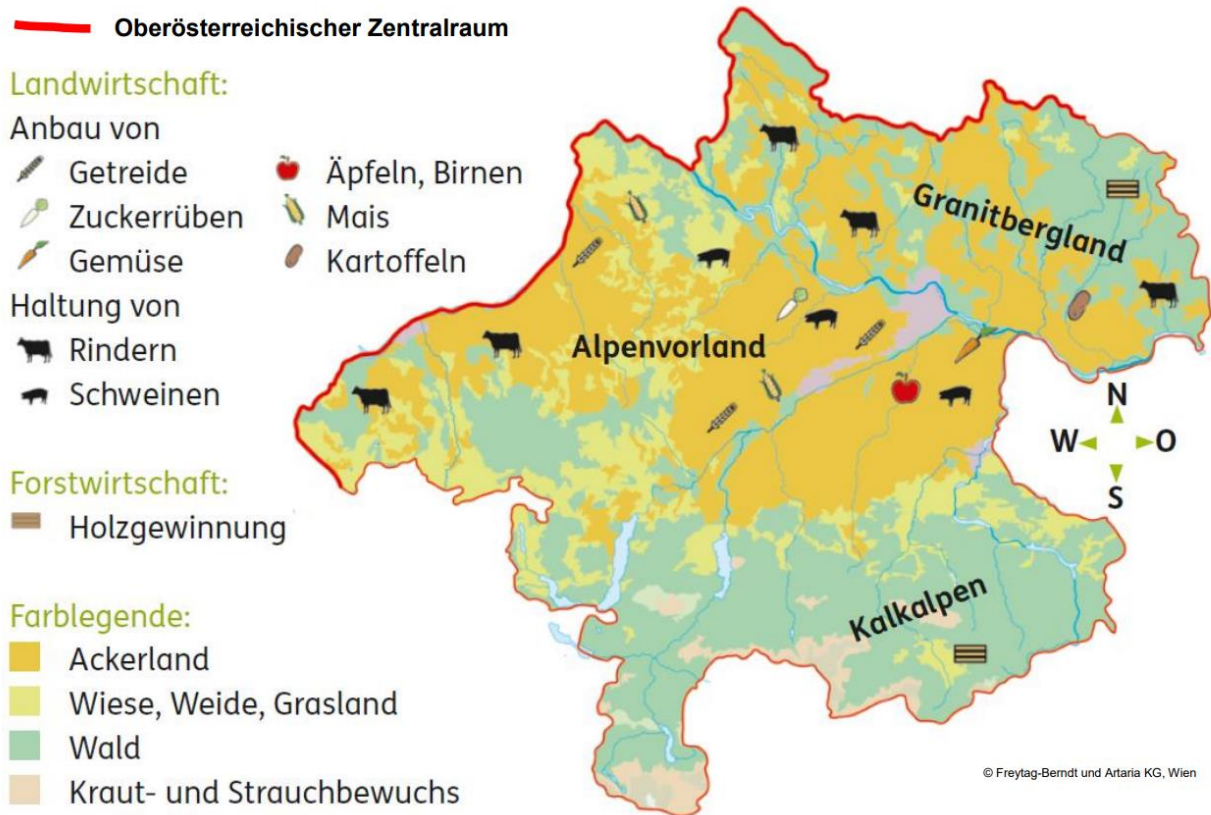 Oberösterreichischer Zentralraum
Landwirtschaft:
Anbau von
Getreide
Äpfeln, Birnen
Zuckerrüben
Mais
Gemüse
Kartoffeln
Haltung von
Rindern
Schweinen
Forstwirtschaft:
Holzgewinnung
Farblegende:
Ackerland
Wiese, Weide, Grasland
Wald
Kraut- und Strauchbewuchs
Granitbergland
Alpenvorland
Kalkalpen
N
W O
S
© Freytag-Berndt und Artaria KG, Wien